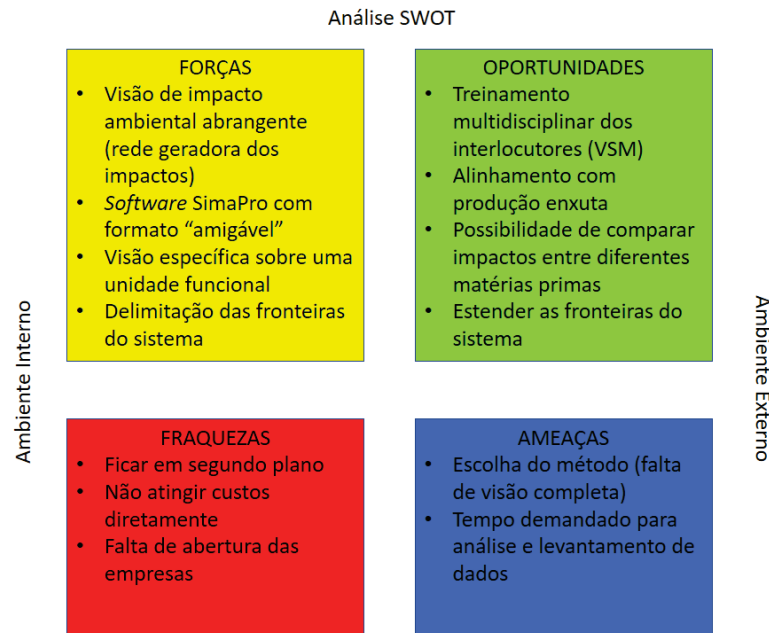 Análise SWOT
FORÇAS
• Visão de impacto
ambiental abrangente
(rede geradora dos
impactos)
• Software SimaPro com
formato “amigável”
• Visão específica sobre uma
unidade funcional
• Delimitação das fronteiras
do sistema
OPORTUNIDADES
• Treinamento
multidisciplinar dos
interlocutores (VSM)
• Alinhamento com
produção enxuta
• Possibilidade de comparar
impactos entre diferentes
matérias primas
• Estender as fronteiras do
sistema
Ambiente Interno
Ambiente Externo
FRAQUEZAS
• Ficar em segundo plano
• Não atingir custos
diretamente
• Falta de abertura das
empresas
AMEAÇAS
• Escolha do método (falta
de visão completa)
• Tempo demandado para
análise e levantamento de
dados